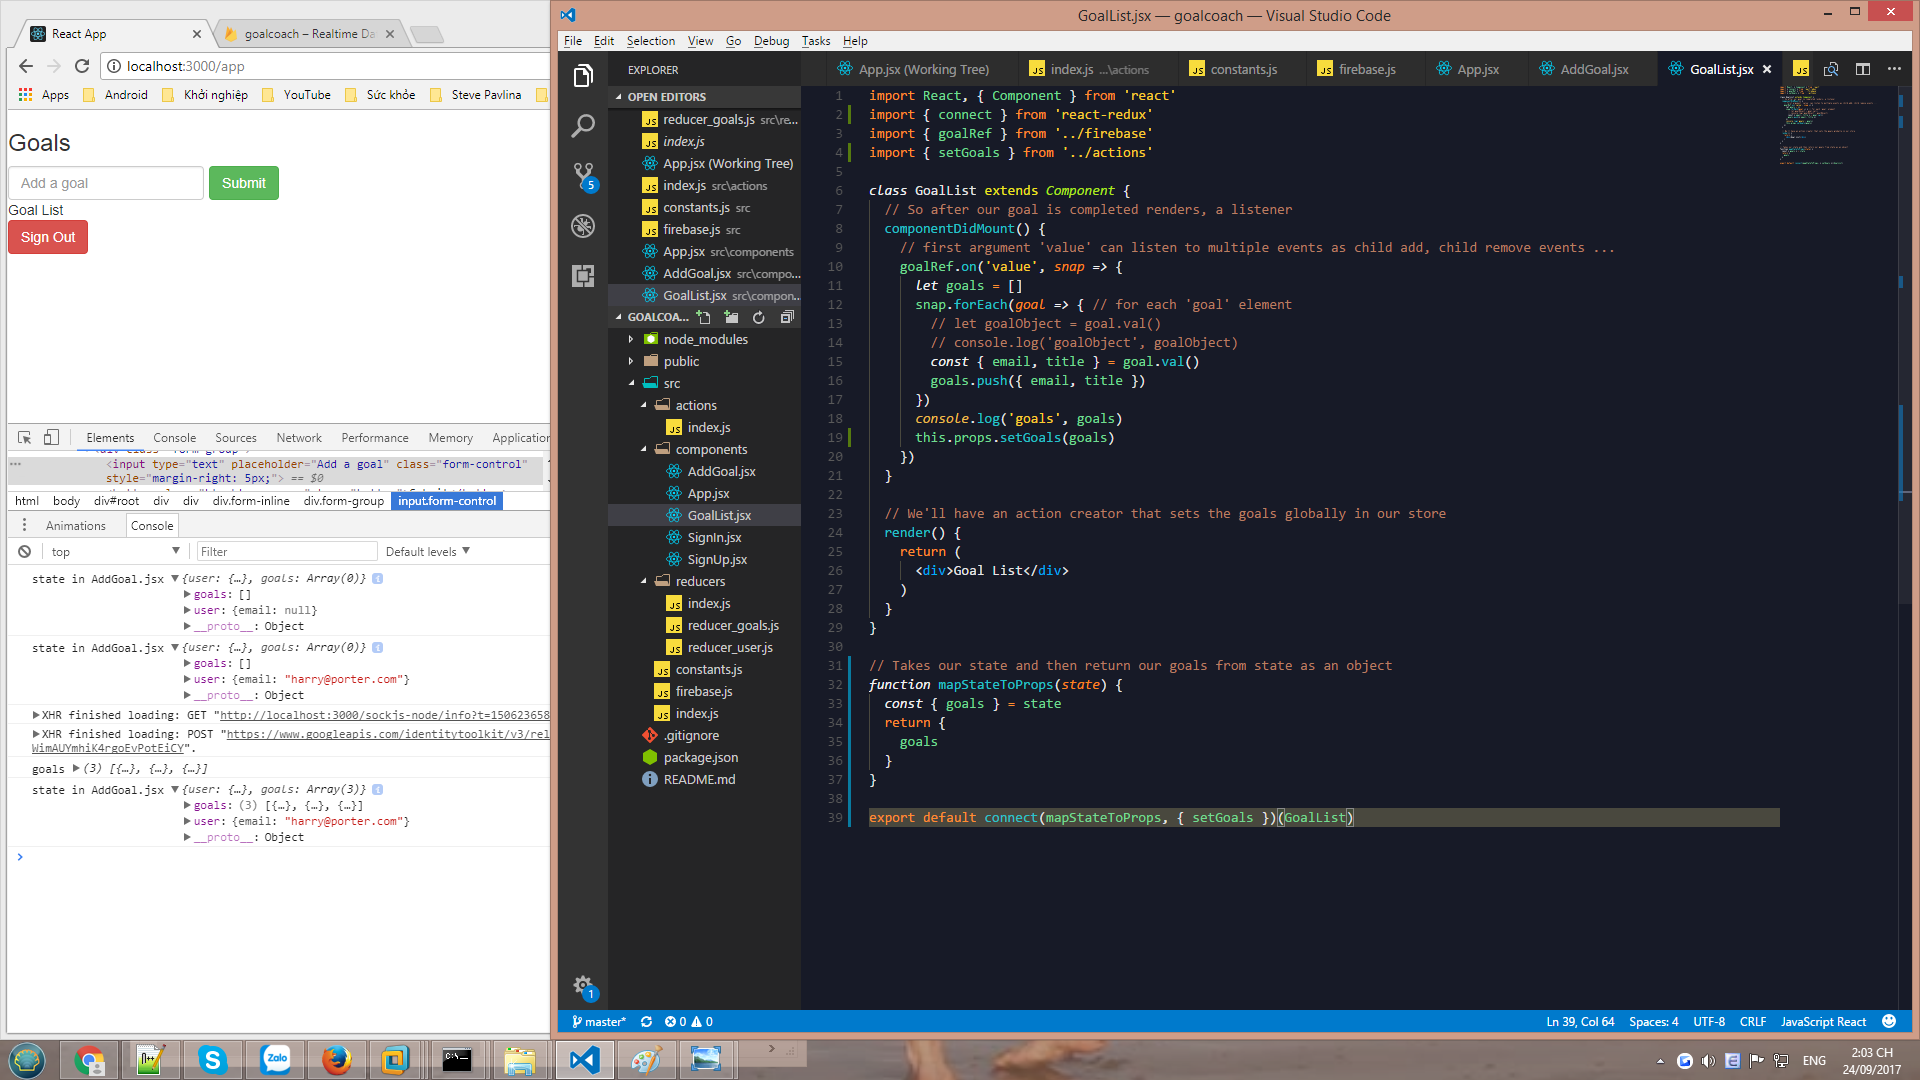 React App
goalcoach – Realtime Da
localhost:3000/app
Apps
Android
Khởi nghiệp
YouTube
Sức khỏe
Steve Pavlina
Goals
Add a goal
Submit
Goal List
Sign Out
Elements
Console
Sources
Network
Performance
Memory
Application
<input type="text" placeholder="Add a goal" class="form-control"
style="margin-right: 5px;"> == $0
html body div#root div div div.form-inline div.form-group input.form-control
Animations
Console
top
Filter
Default levels ▼
state in AddGoal.jsx ▼{user: {…}, goals: Array(0)}
▶goals: []
▶user: {email: null}
▶__proto__: Object
state in AddGoal.jsx ▼{user: {…}, goals: Array(0)}
▶goals: []
▶user: {email: "harry@porter.com"}
▶__proto__: Object
▶XHR finished loading: GET "http://localhost:3000/sockjs-node/info?t=150623658
▶XHR finished loading: POST "https://www.googleapis.com/identitytoolkit/v3/rel
WimAUYmhiK4rgoEvPotEiCY".
goals ▶(3) [{…}, {…}, {…}]
state in AddGoal.jsx ▼{user: {…}, goals: Array(3)}
▶goals: (3) [{…}, {…}, {…}]
▶user: {email: "harry@porter.com"}
▶__proto__: Object
GoalList.jsx — goalcoach — Visual Studio Code
File Edit Selection View Go Debug Tasks Help
EXPLORER
OPEN EDITORS
reducer_goals.js src\re...
index.js
App.jsx (Working Tree)
index.js src\actions
constants.js src
firebase.js src
App.jsx src\components
AddGoal.jsx src\compo...
GoalList.jsx src\compon...
GOALCOA...
node_modules
public
src
actions
index.js
components
AddGoal.jsx
App.jsx
GoalList.jsx
SignIn.jsx
SignUp.jsx
reducers
index.js
reducer_goals.js
reducer_user.js
constants.js
firebase.js
index.js
.gitignore
package.json
README.md
5
1
App.jsx (Working Tree)
index.js ...\actions
constants.js
firebase.js
App.jsx
AddGoal.jsx
GoalList.jsx
1 import React, { Component } from 'react'
2 import { connect } from 'react-redux'
3 import { goalRef } from '../firebase'
4 import { setGoals } from '../actions'
5
6 class GoalList extends Component {
7 // So after our goal is completed renders, a listener
8 componentDidMount() {
9 // first argument 'value' can listen to multiple events as child add, child remove events ...
10 goalRef.on('value', snap => {
11 let goals = []
12 snap.forEach(goal => { // for each 'goal' element
13 // let goalObject = goal.val()
14 // console.log('goalObject', goalObject)
15 const { email, title } = goal.val()
16 goals.push({ email, title })
17 })
18 console.log('goals', goals)
19 this.props.setGoals(goals)
20 })
21 }
22
23 // We'll have an action creator that sets the goals globally in our store
24 render() {
25 return (
26 <div>Goal List</div>
27 )
28 }
29 }
30
31 // Takes our state and then return our goals from state as an object
32 function mapStateToProps(state) {
33 const { goals } = state
34 return {
35 goals
36 }
37 }
38
39 export default connect(mapStateToProps, { setGoals })(GoalList)
master*
0
0
Ln 39, Col 64
Spaces: 4
UTF-8
CRLF
JavaScript React
Zalo
ENG
2:03 CH
24/09/2017